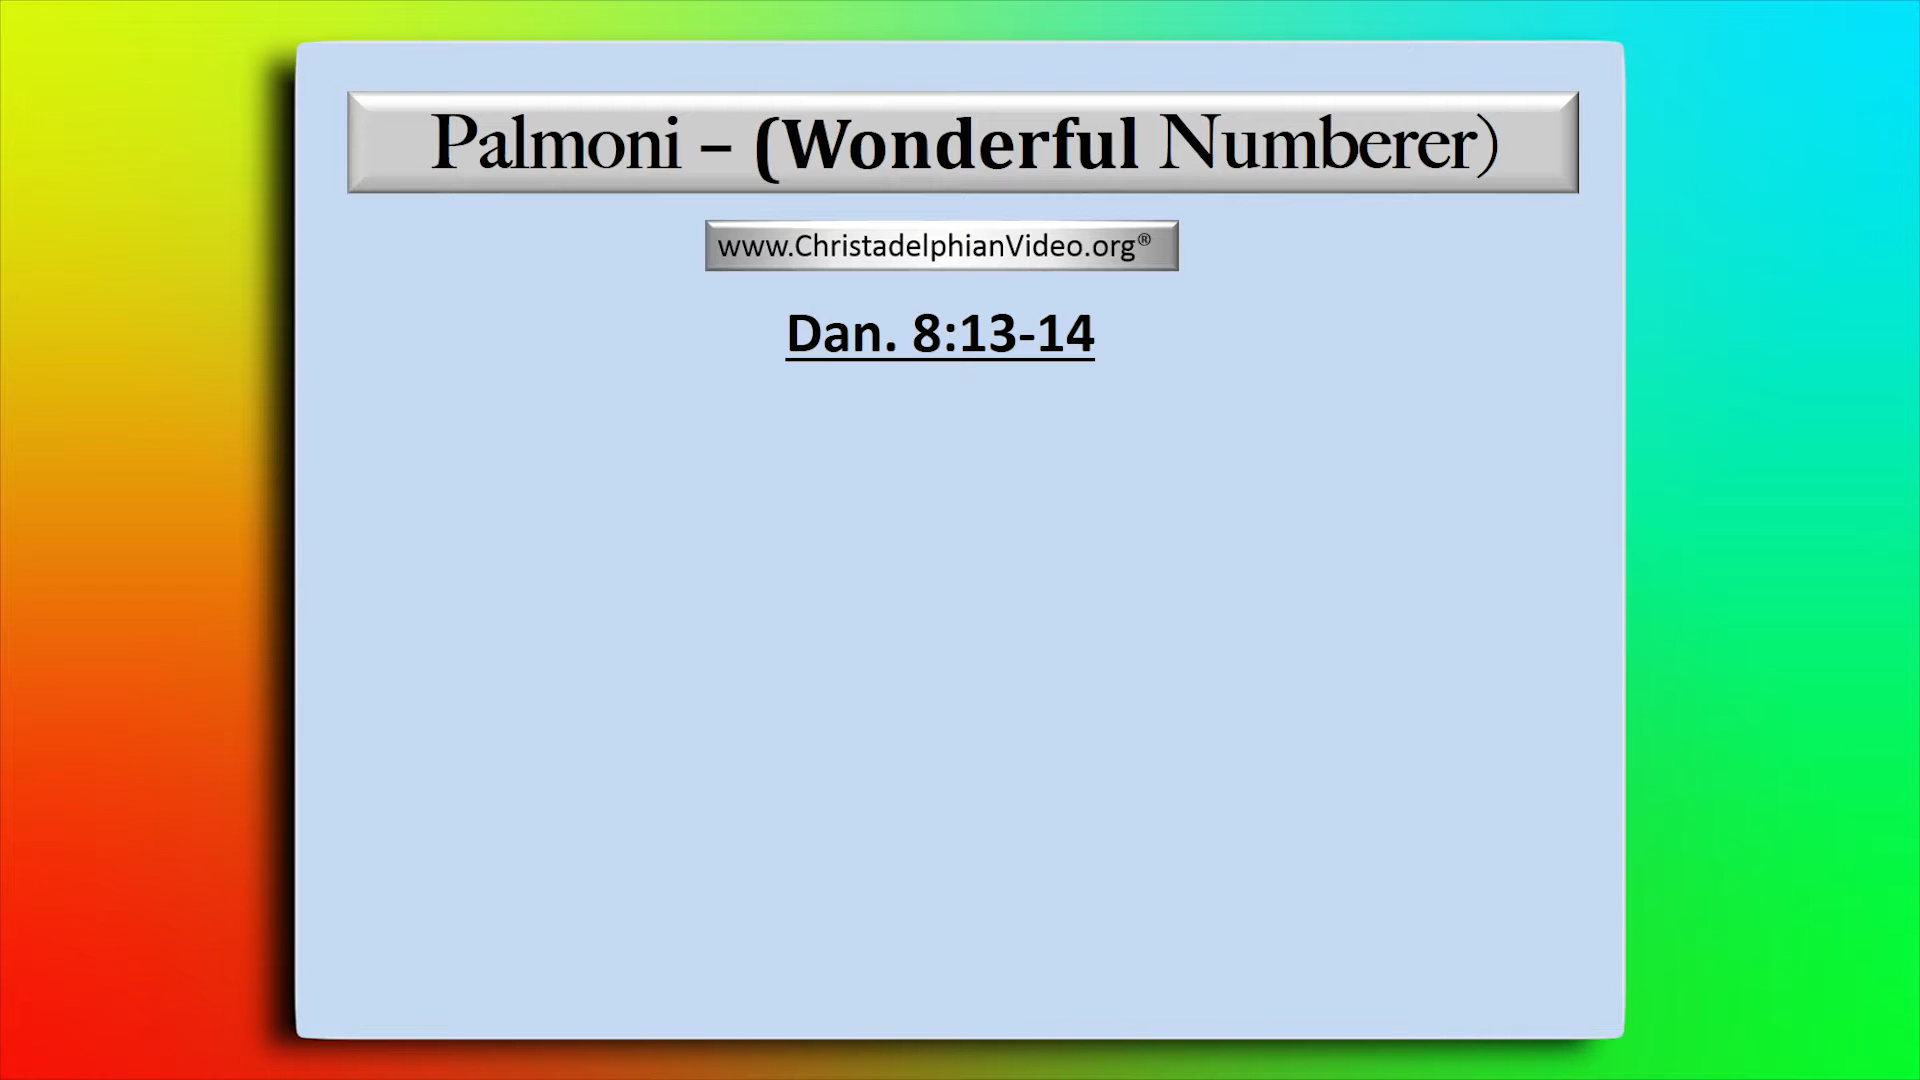 Palmoni – (Wonderful Numberer)
www.ChristadelphianVideo.org®
Dan. 8:13-14